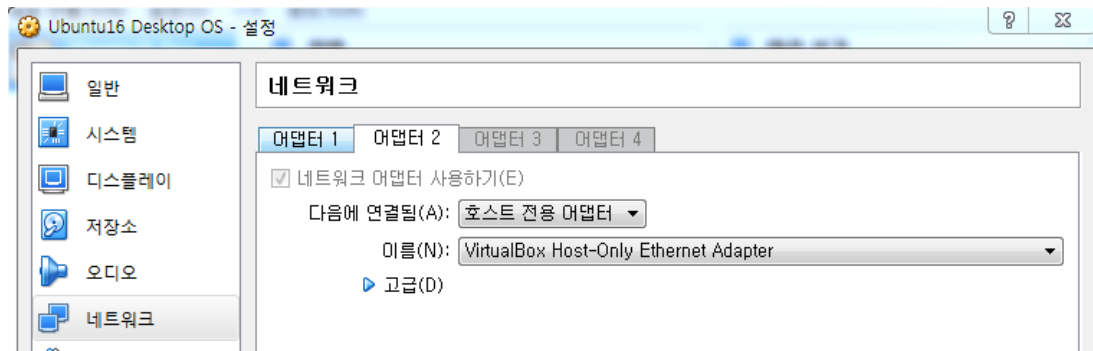 Ubuntu16 Desktop OS - 설정
일반
시스템
디스플레이
저장소
오디오
네트워크
네트워크
어댑터 1 어댑터 2 어댑터 3 어댑터 4
네트워크 어댑터 사용하기(E)
다음에 연결됨(A): 호스트 전용 어댑터
이름(N): VirtualBox Host-Only Ethernet Adapter
고급(D)